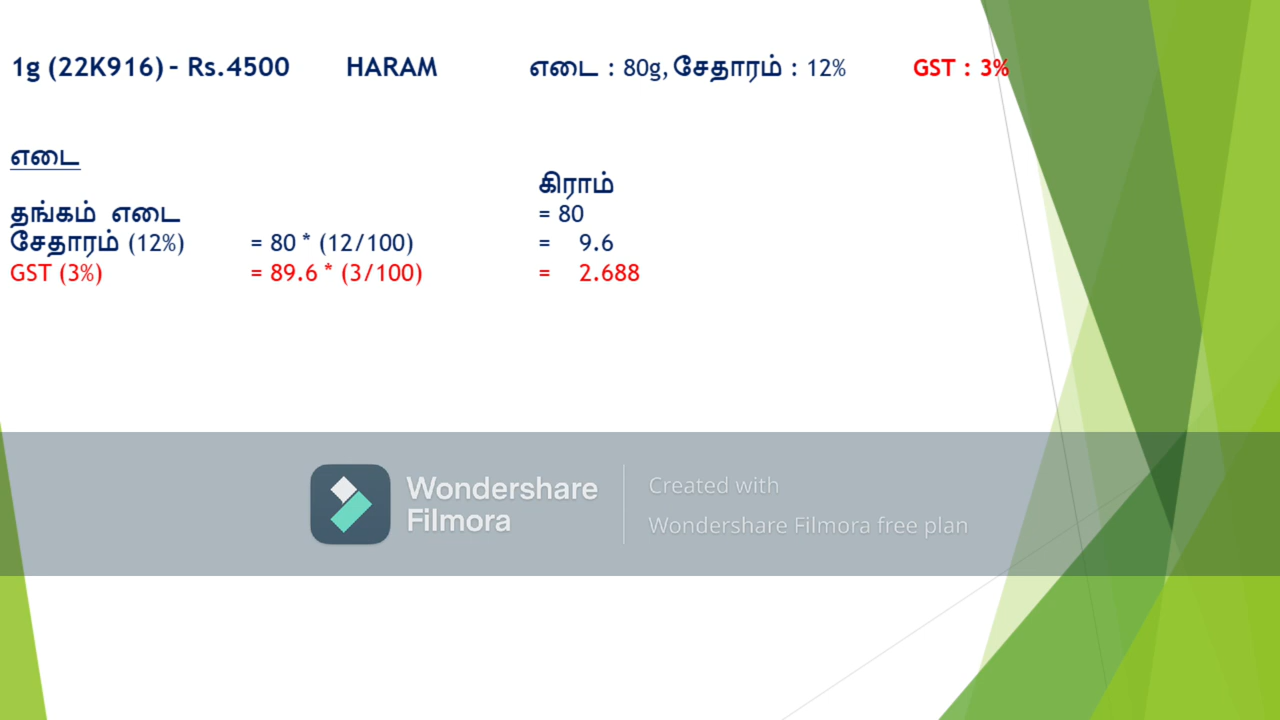 1g (22K916) – Rs.4500 HARAM எடை : 80g, சேதாரம் : 12% GST : 3%
எடை
கிராம்
தங்கம் எடை = 80
சேதாரம் (12%) = 80 * (12/100) = 9.6
GST (3%) = 89.6 * (3/100) = 2.688
Wondershare Filmora
Created with
Wondershare Filmora free plan